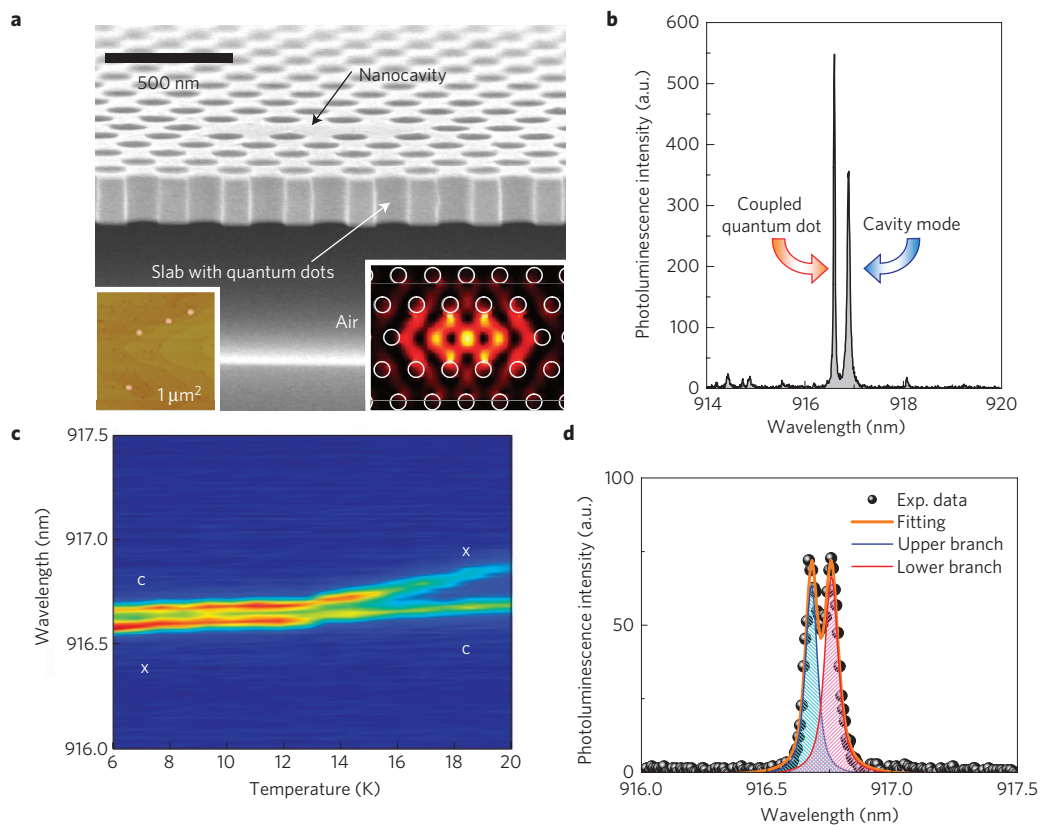 a
500 nm
Nanocavity
Slab with quantum dots
Air
1 µm²
b
Photoluminescence intensity (a.u.)
600
500
400
300
200
100
0
Coupled
quantum dot
Cavity mode
914
916
917
918
920
Wavelength (nm)
c
Wavelength (nm)
917.5
917.0
916.5
916.0
c
x
x
c
6
8
10
12
14
16
18
20
Temperature (K)
d
Photoluminescence intensity (a.u.)
100
50
0
Exp. data
Fitting
Upper branch
Lower branch
916.0
916.5
917.0
917.5
Wavelength (nm)